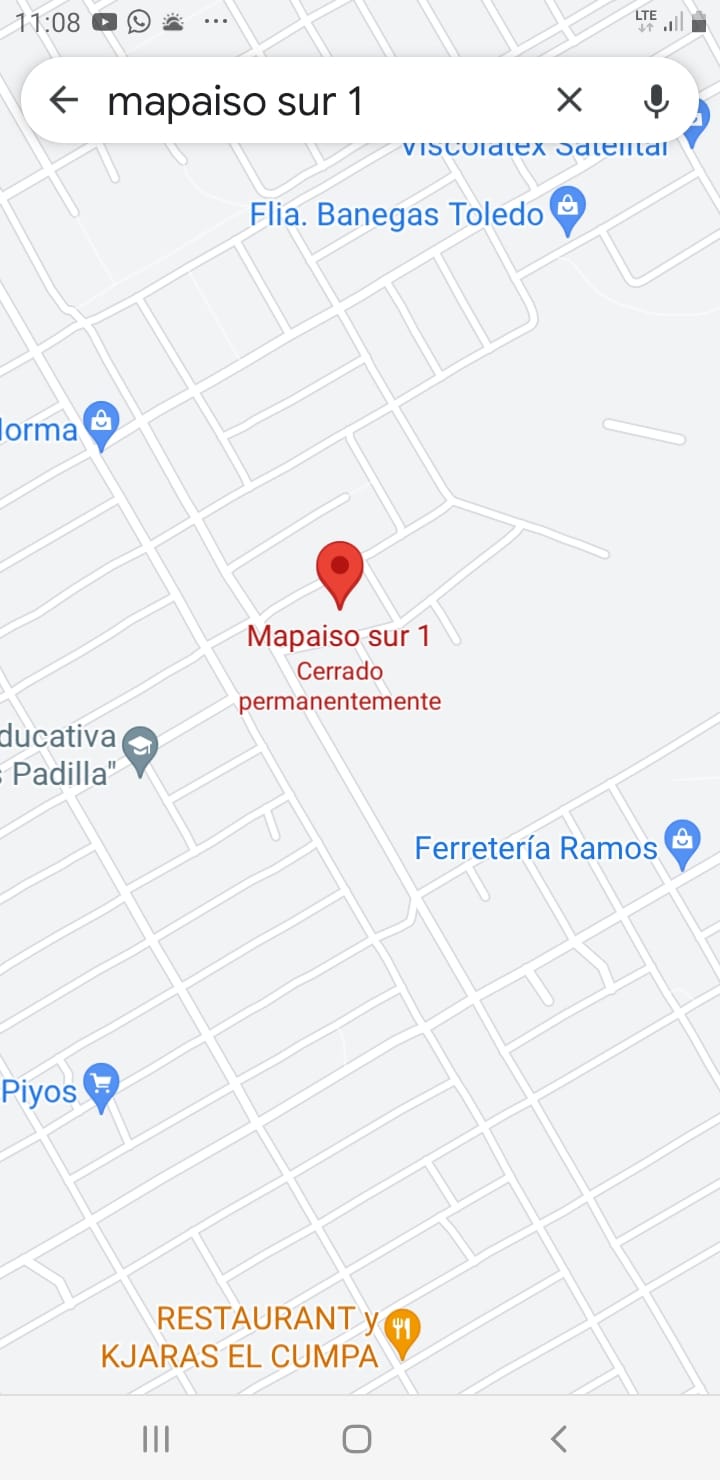 11:08
LTE
mapaiso sur 1
Viscolatex Satelital
Flia. Banegas Toledo
Mapaiso sur 1
Cerrado
permanentemente
ducativa
Padilla"
Ferretería Ramos
Piyos
RESTAURANT y
KJARAS EL CUMPA